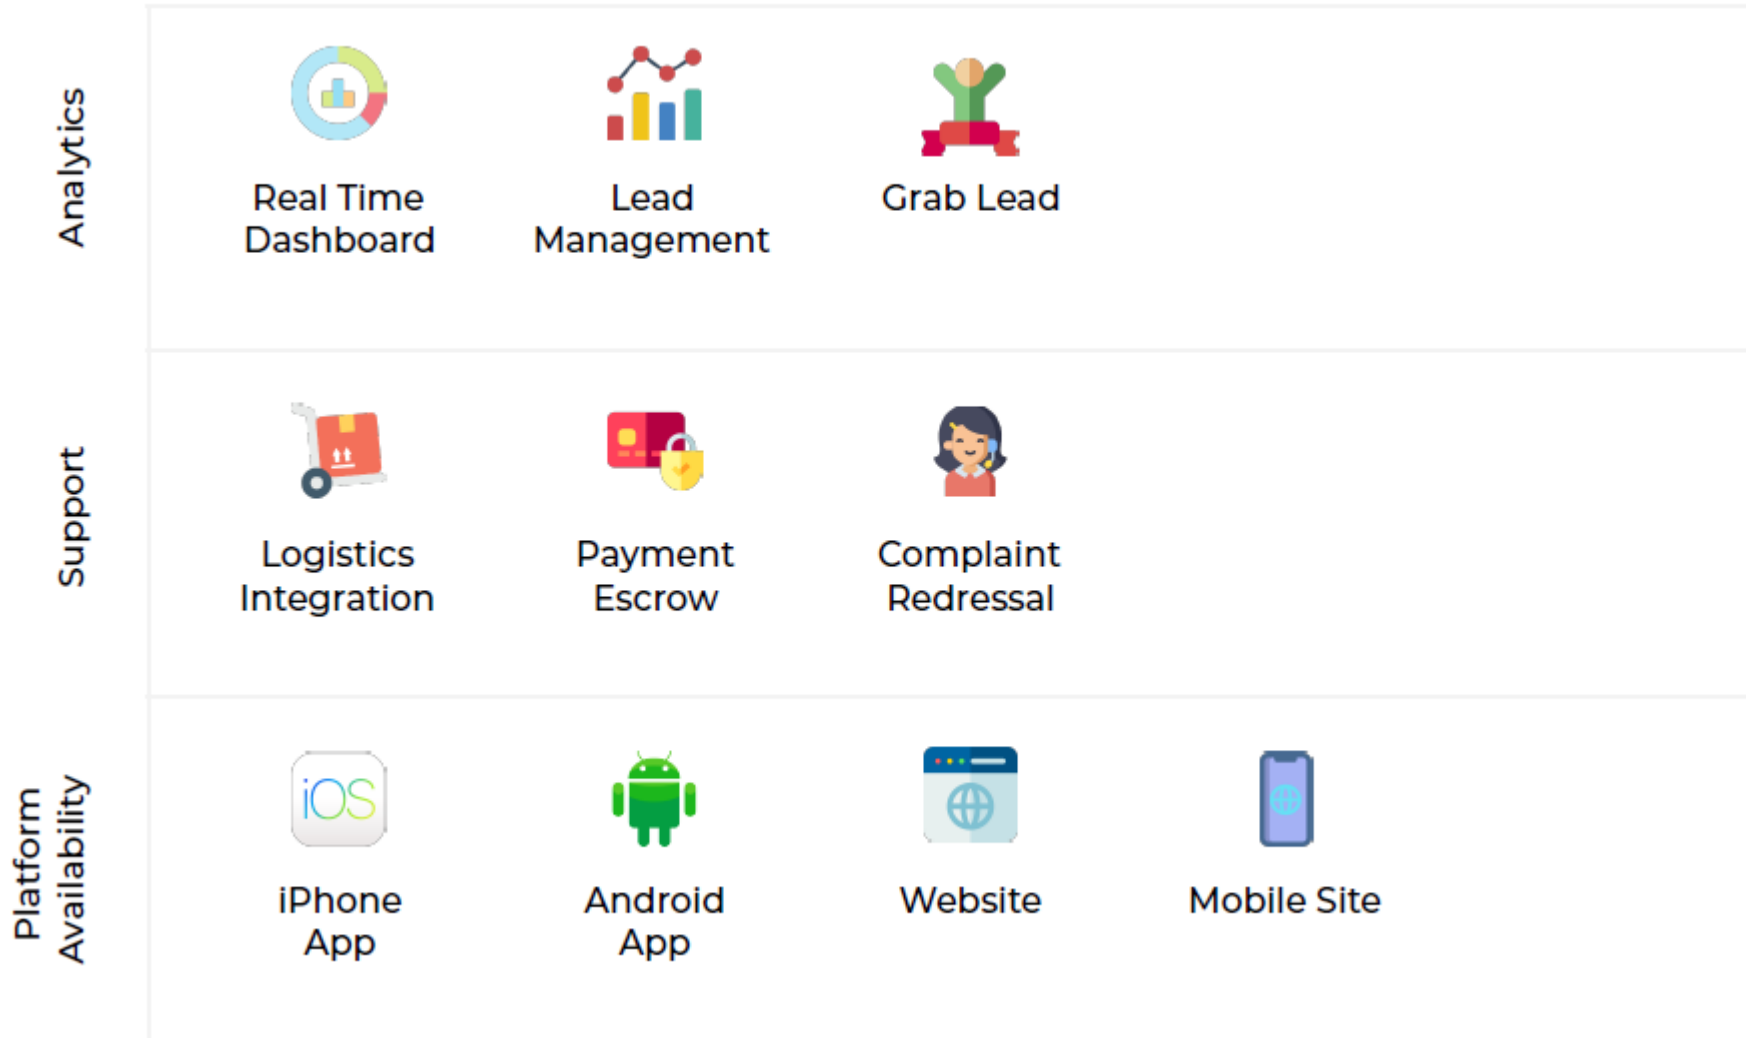 Analytics
Real Time
Dashboard
Lead
Management
Grab Lead
Support
Logistics
Integration
Payment
Escrow
Complaint
Redressal
Platform
Availability
iOS
iPhone
App
Android
App
Website
Mobile Site